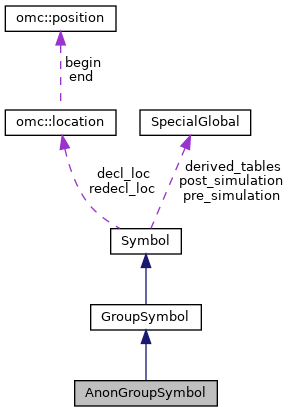 omc::position
begin
end
omc::location
SpecialGlobal
decl_loc
redecl_loc
derived_tables
post_simulation
pre_simulation
Symbol
GroupSymbol
AnonGroupSymbol